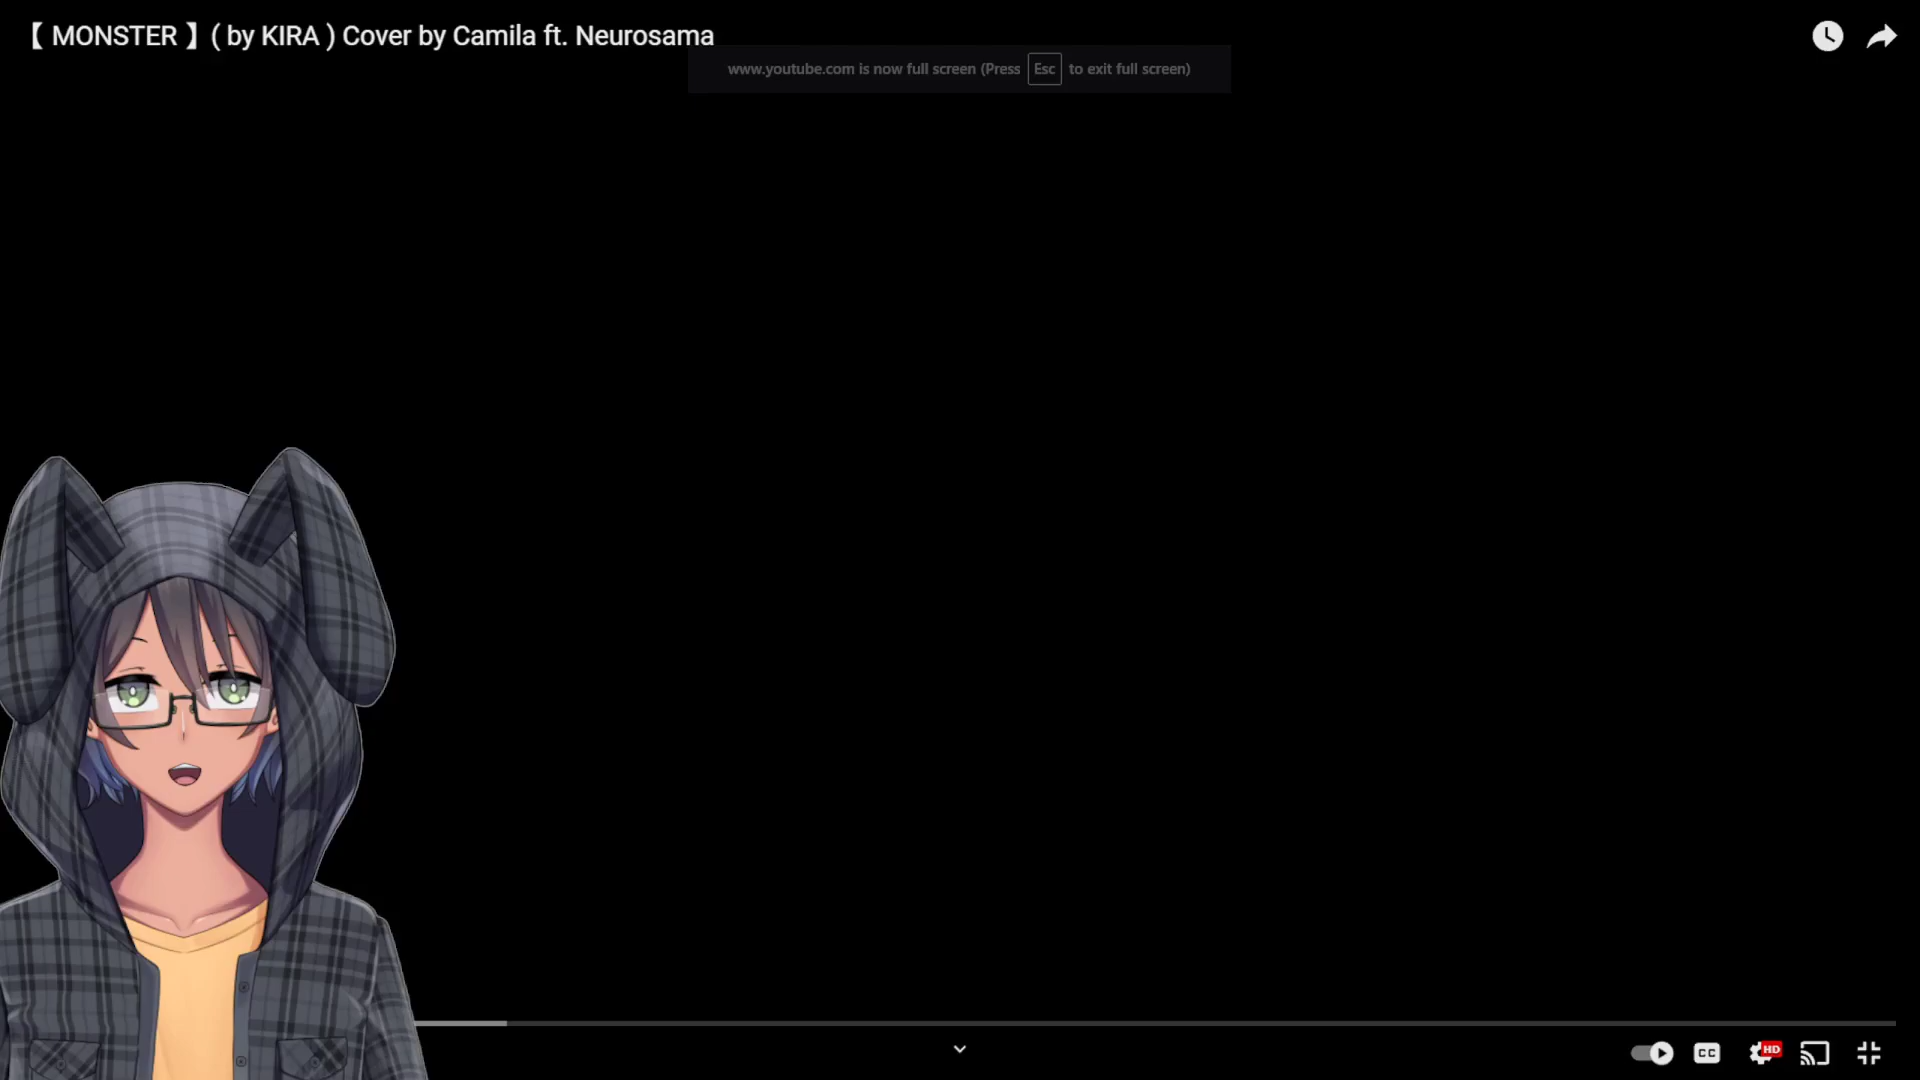 【 MONSTER 】 ( by KIRA ) Cover by Camila ft. Neurosama
www.youtube.com is now full screen (Press Esc to exit full screen)
CC HD